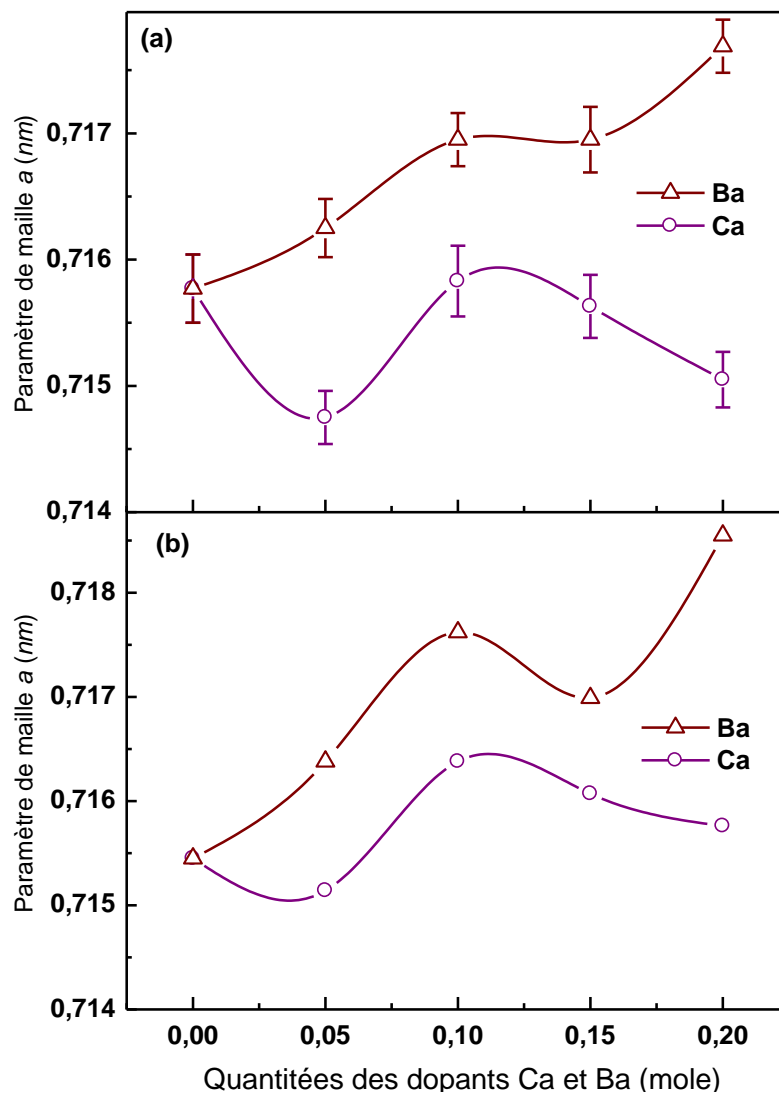 (a)
0,717
0,716
0,715
0,714
Paramètre de maille a (nm)
Ba
Ca
(b)
0,718
0,717
0,716
0,715
0,714
Paramètre de maille a (nm)
Ba
Ca
0,00 0,05 0,10 0,15 0,20
Quantitées des dopants Ca et Ba (mole)